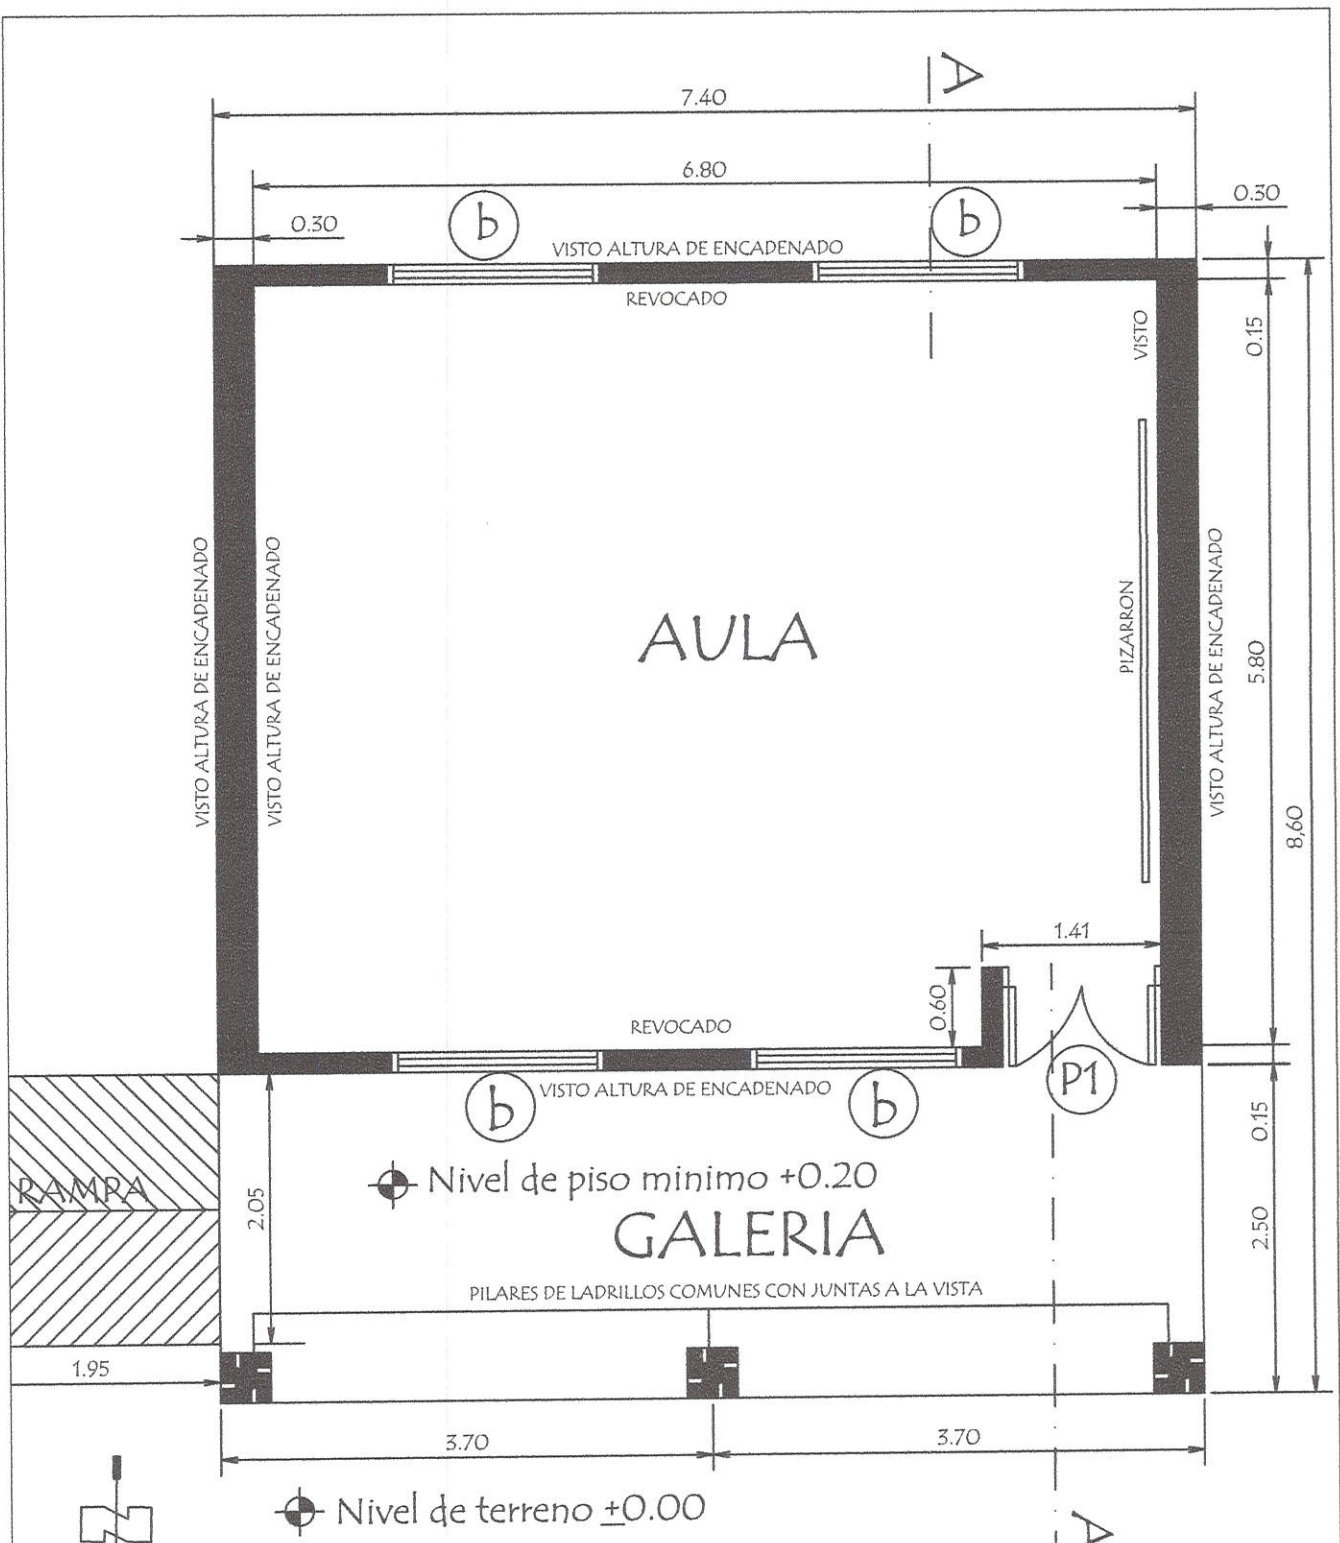 A
7.40
6.80
0.30
0.30
b
b
VISTO ALTURA DE ENCADENADO
REVOCADO
VISTO
0.15
VISTO ALTURA DE ENCADENADO
VISTO ALTURA DE ENCADENADO
AULA
PIZARRON
VISTO ALTURA DE ENCADENADO
5.80
8,60
1.41
0.60
REVOCADO
b
VISTO ALTURA DE ENCADENADO
b
P1
0.15
RAMPA
2.05
Nivel de piso minimo +0.20
GALERIA
2.50
PILARES DE LADRILLOS COMUNES CON JUNTAS A LA VISTA
1.95
3.70
3.70
Nivel de terreno ±0.00
A